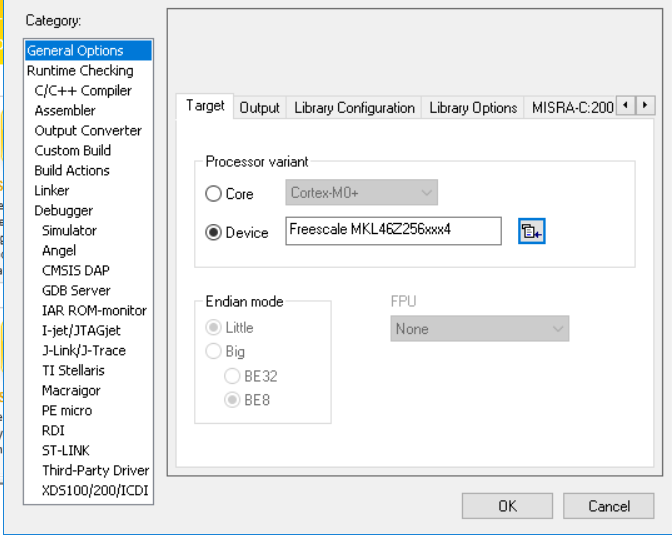 Category:
General Options
Runtime Checking
C/C++ Compiler
Assembler
Output Converter
Custom Build
Build Actions
Linker
Debugger
Simulator
Angel
CMSIS DAP
GDB Server
IAR ROM-monitor
I-jet/JTAGjet
J-Link/J-Trace
TI Stellaris
Macraigor
PE micro
RDI
ST-LINK
Third-Party Driver
XDS100/200/ICDI
Target Output Library Configuration Library Options MISRA-C:200
Processor variant
Core Cortex-M0+
Device Freescale MKL46Z256xxx4
Endian mode
Little
Big
BE32
BE8
FPU
None
OK Cancel